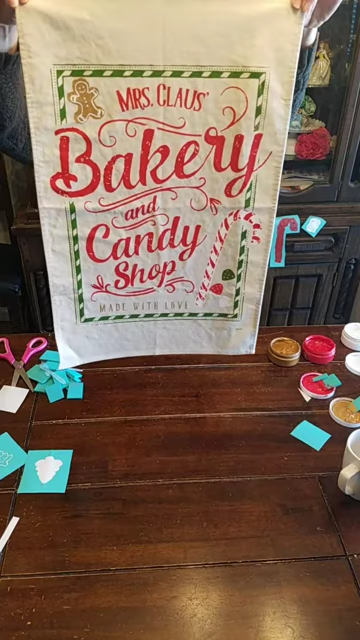 MRS. CLAUS'
Bakery
and
Candy
Shop
MADE WITH LOVE